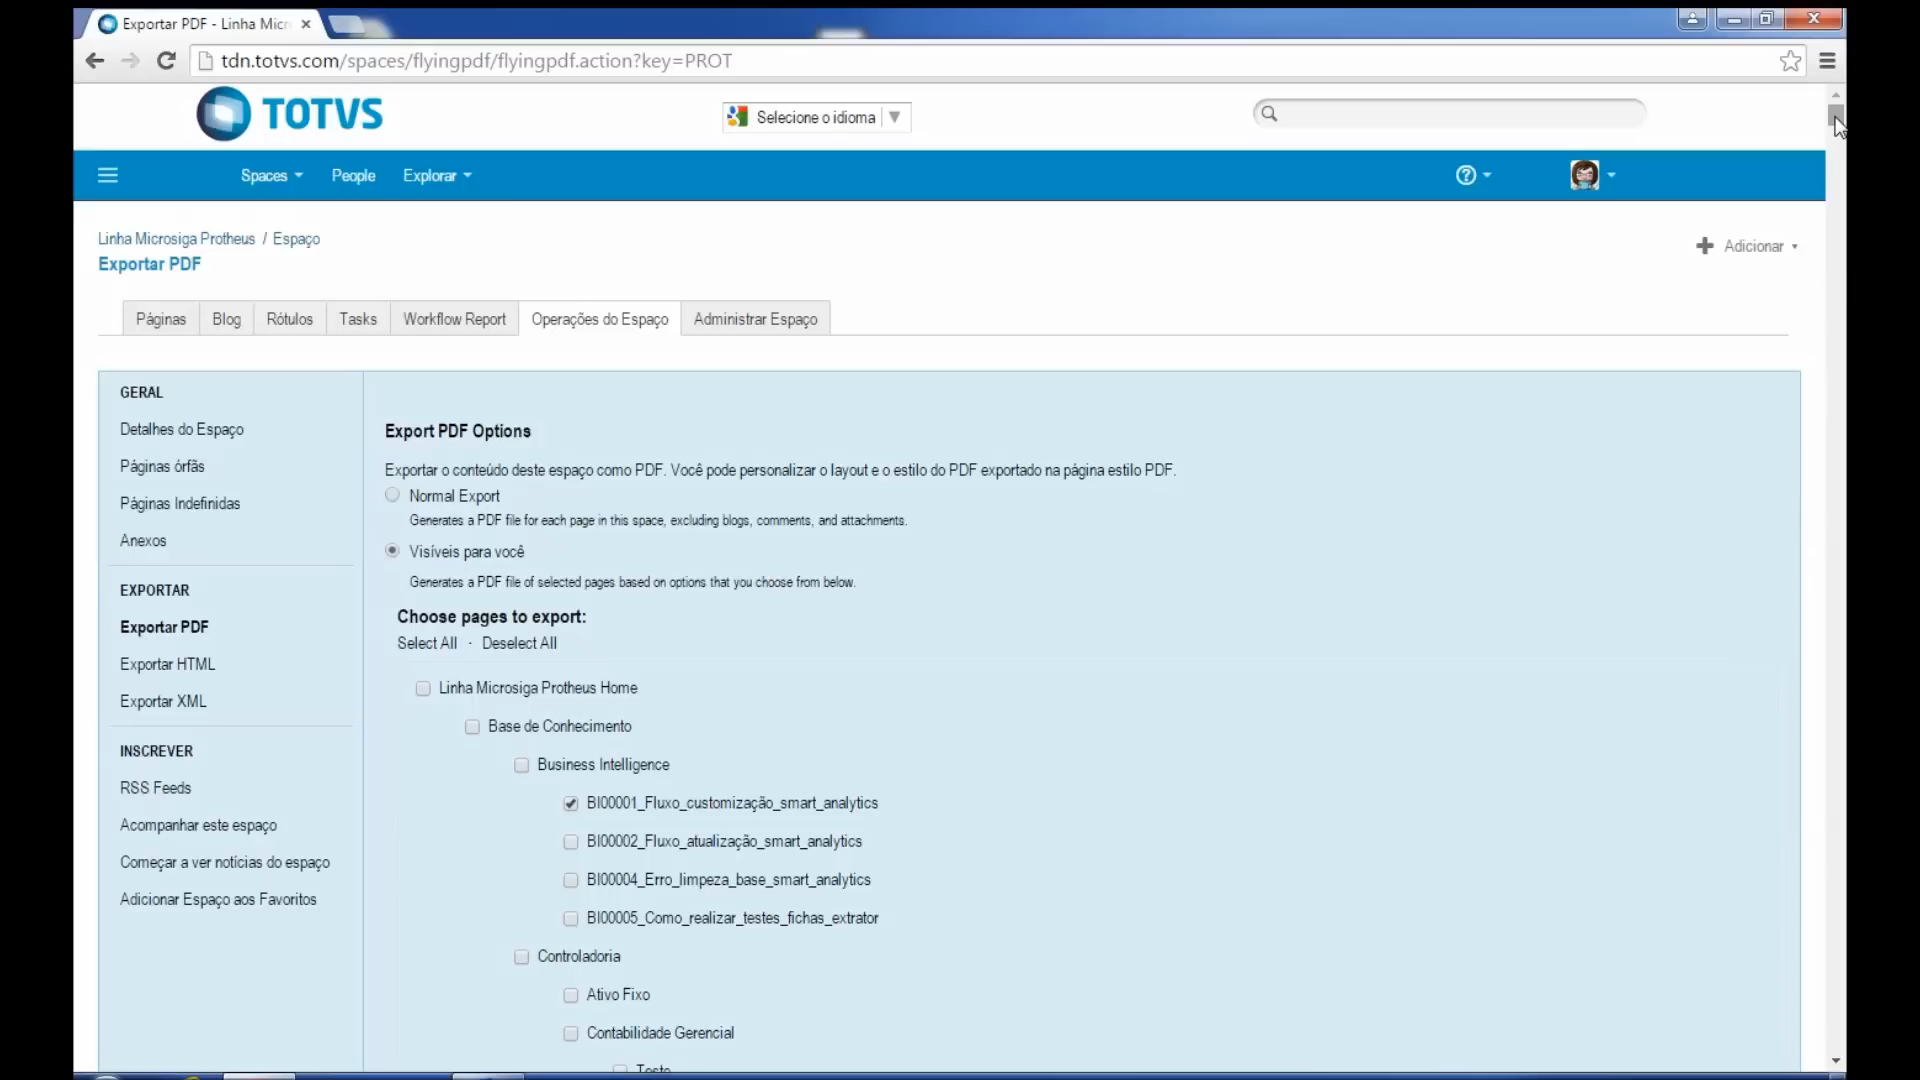 Exportar PDF - Linha Micr
tdn.totvs.com/spaces/flyingpdf/flyingpdf.action?key=PROT
TOTVS
Selecione o idioma
Spaces People Explorar
Linha Microsiga Protheus / Espaço
Exportar PDF
Adicionar
Páginas Blog Rótulos Tasks Workflow Report Operações do Espaço Administrar Espaço
GERAL
Detalhes do Espaço
Páginas órfãs
Páginas Indefinidas
Anexos
EXPORTAR
Exportar PDF
Exportar HTML
Exportar XML
INSCREVER
RSS Feeds
Acompanhar este espaço
Começar a ver notícias do espaço
Adicionar Espaço aos Favoritos
Export PDF Options
Exportar o conteúdo deste espaço como PDF. Você pode personalizar o layout e o estilo do PDF exportado na página estilo PDF.
Normal Export
Generates a PDF file for each page in this space, excluding blogs, comments, and attachments.
Visíveis para você
Generates a PDF file of selected pages based on options that you choose from below.
Choose pages to export:
Select All · Deselect All
Linha Microsiga Protheus Home
Base de Conhecimento
Business Intelligence
BI00001_Fluxo_customização_smart_analytics
BI00002_Fluxo_atualização_smart_analytics
BI00004_Erro_limpeza_base_smart_analytics
BI00005_Como_realizar_testes_fichas_extrator
Controladoria
Ativo Fixo
Contabilidade Gerencial